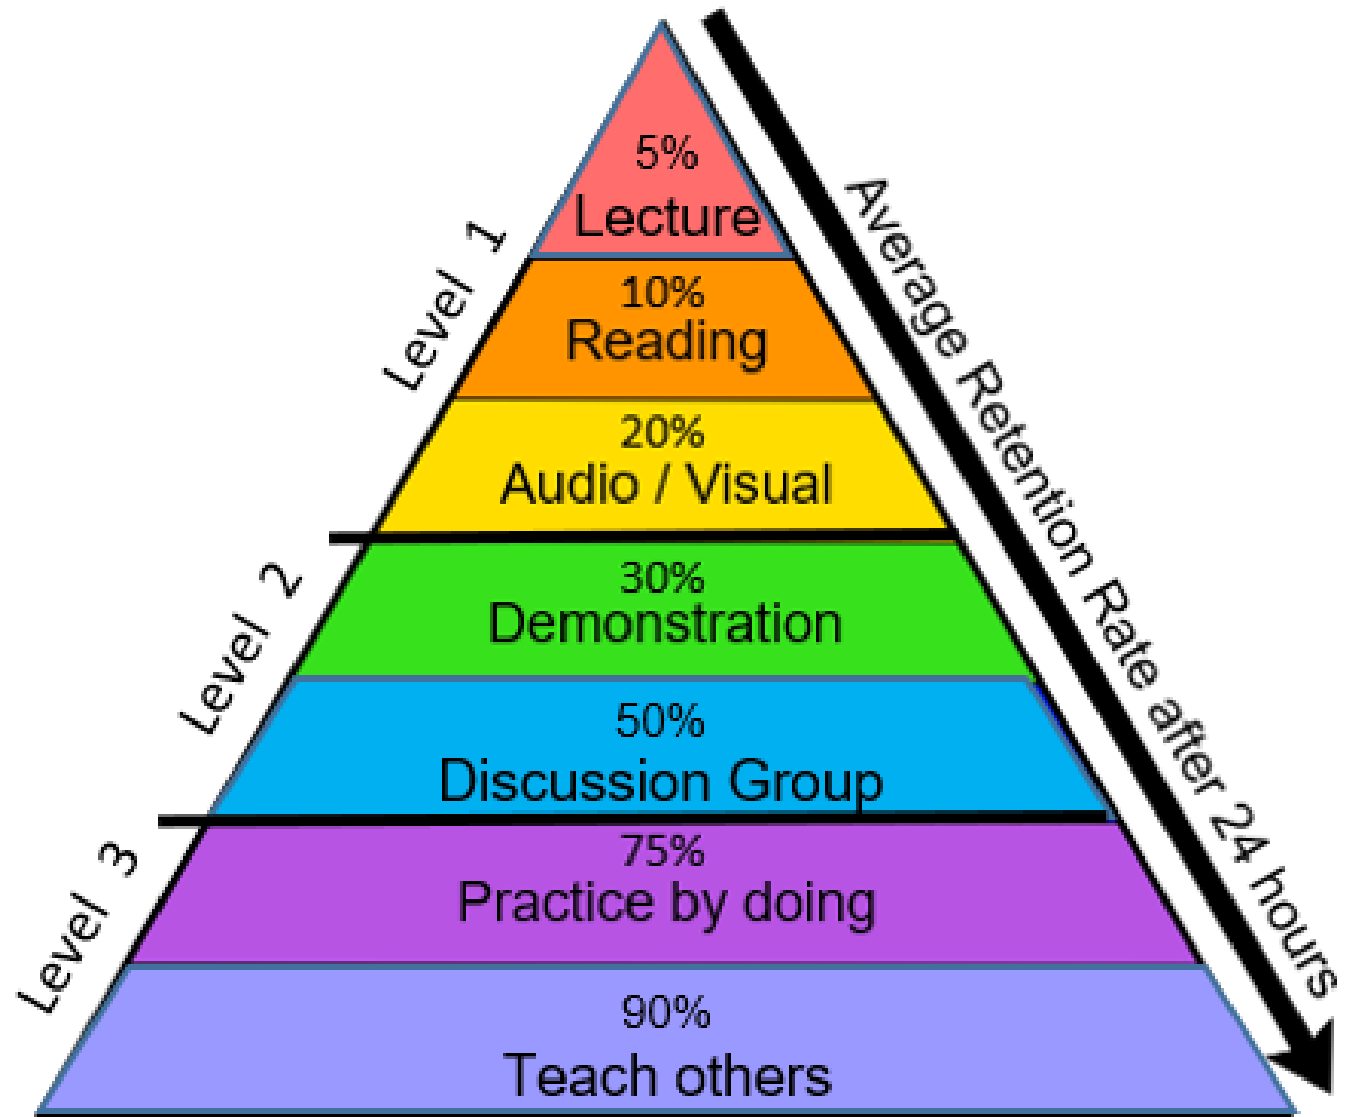 5%
Lecture
10%
Reading
20%
Audio / Visual
30%
Demonstration
50%
Discussion Group
75%
Practice by doing
90%
Teach others
Level 1
Level 2
Level 3
Average Retention Rate after 24 hours